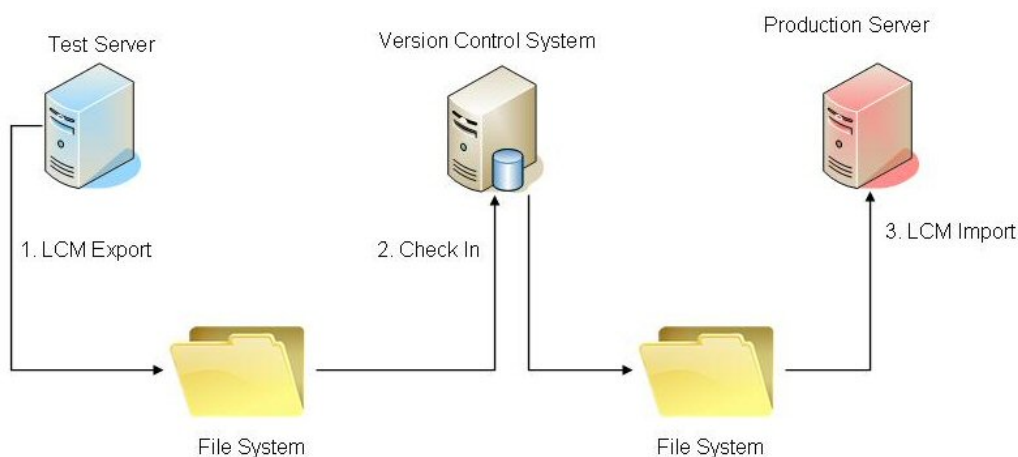 Test Server
Version Control System
Production Server
1. LCM Export
2. Check In
3. LCM Import
File System
File System